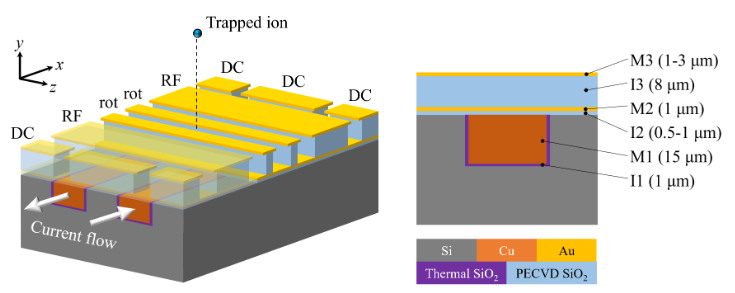 Trapped ion
y
x
z
DC
RF
DC
rot
rot
DC
RF
DC
Current flow
M3 (1-3 μm)
I3 (8 μm)
M2 (1 μm)
I2 (0.5-1 μm)
M1 (15 μm)
I1 (1 μm)
Si Cu Au
Thermal SiO₂ PECVD SiO₂